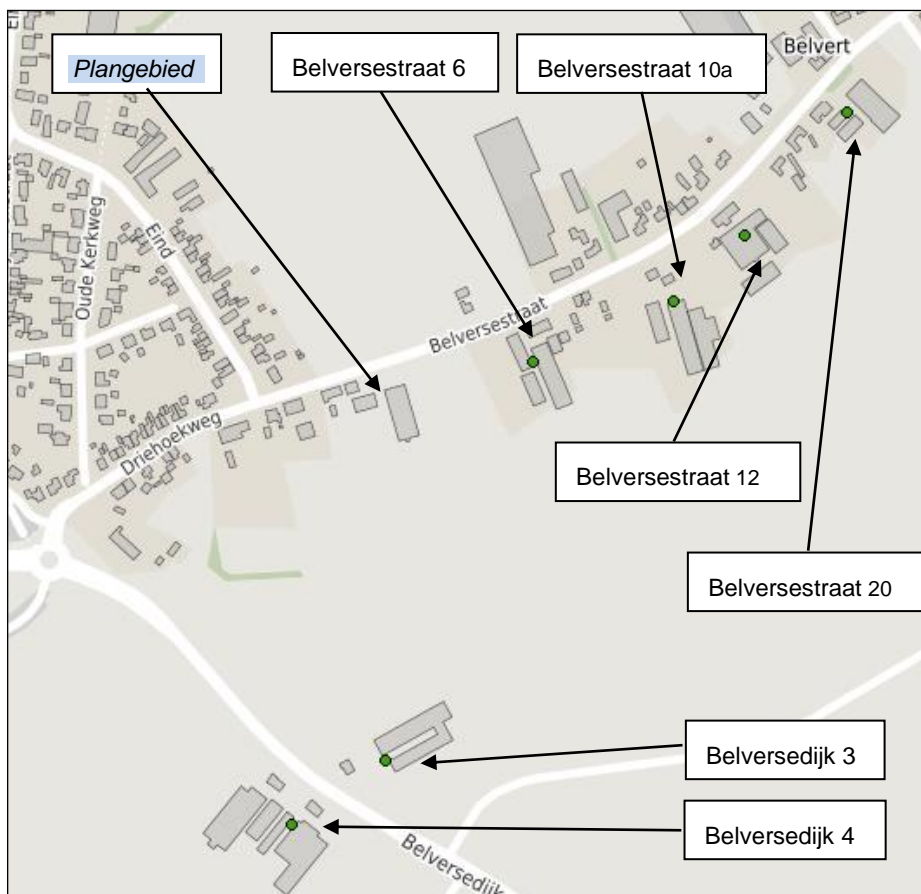 Plangebied
Belversestraat 6
Belversestraat 10a
Belvert
Oude Kerkweg
Eind
Belversestraat
Driehoekweg
Belversestraat 12
Belversestraat 20
Belversedijk 3
Belversedijk 4
Belversedijk